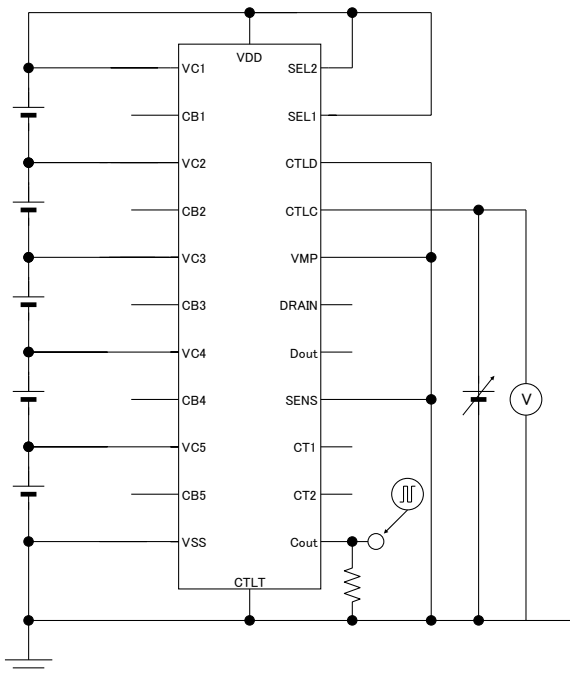 VDD
VC1
SEL2
CB1
SEL1
VC2
CTLD
CB2
CTLC
VC3
VMP
CB3
DRAIN
VC4
Dout
CB4
SENS
V
VC5
CT1
CB5
CT2
VSS
Cout
CTLT